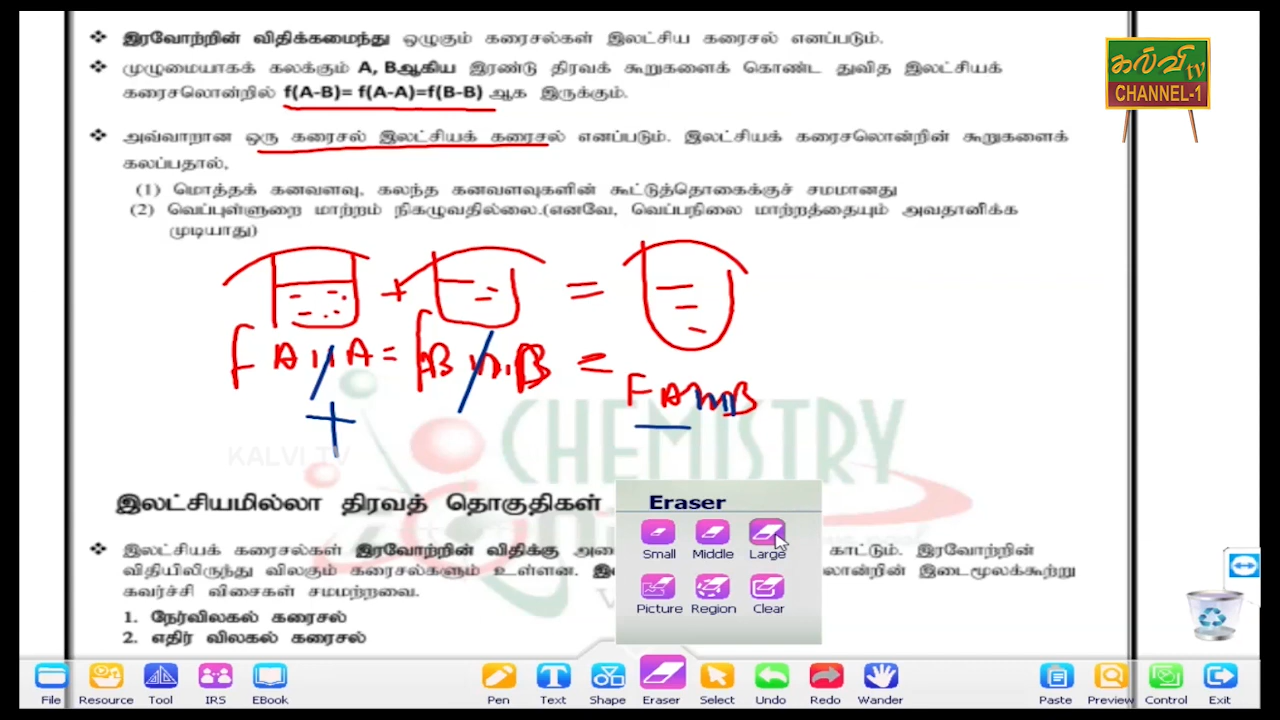 ❖ இரவோற்றின் விதிக்கமைந்து ஒழுகும் கரைசல்கள் இலட்சிய கரைசல் எனப்படும்.
❖ முழுமையாகக் கலக்கும் A, Bஆகிய இரண்டு திரவக் கூறுகளைக் கொண்ட துவித இலட்சியக்
கரைசலொன்றில் f(A-B)= f(A-A)=f(B-B) ஆக இருக்கும்.
❖ அவ்வாறான ஒரு கரைசல் இலட்சியக் கரைசல் எனப்படும். இலட்சியக் கரைசலொன்றின் கூறுகளைக்
கலப்பதால்,
(1) மொத்தக் கனவளவு, கலந்த கனவளவுகளின் கூட்டுத்தொகைக்குச் சமமானது
(2) வெப்புள்ளுறை மாற்றம் நிகழுவதில்லை.(எனவே, வெப்பநிலை மாற்றத்தையும் அவதானிக்க
முடியாது)
கல்வி tv
CHANNEL-1
+ =
f A A = f B B =
F A B
+
CHEMISTRY
KALVI TV
இலட்சியமில்லா திரவத் தொகுதிகள்
❖ இலட்சியக் கரைசல்கள் இரவோற்றின் விதிக்கு காட்டும். இரவோற்றின்
விதியிலிருந்து விலகும் கரைசல்களும் உள்ளன. இடைமூலக்கூற்று
கவர்ச்சி விசைகள் சமமற்றவை.
1. நேர்விலகல் கரைசல்
2. எதிர் விலகல் கரைசல்
Eraser
Small Middle Large
Picture Region Clear
File Resource Tool IRS EBook Pen Text Shape Eraser Select Undo Redo Wander Paste Preview Control Exit